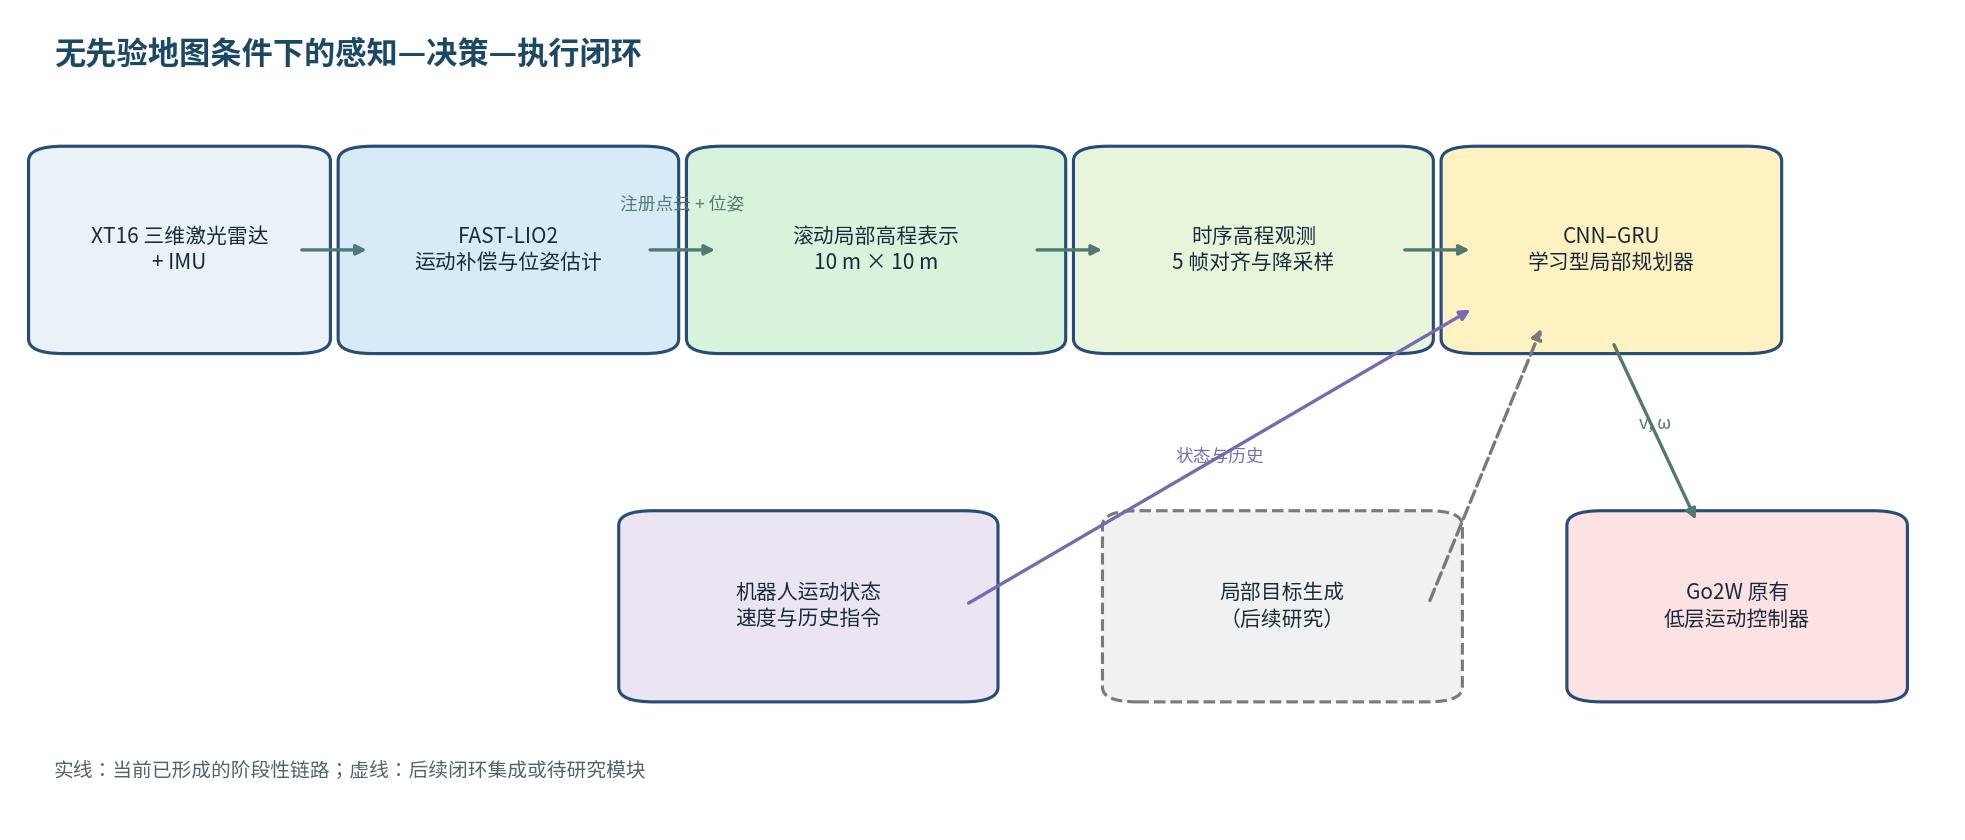 无先验地图条件下的感知—决策—执行闭环
XT16 三维激光雷达
+ IMU
FAST-LIO2
运动补偿与位姿估计
注册点云 + 位姿
滚动局部高程表示
10 m × 10 m
时序高程观测
5 帧对齐与降采样
CNN–GRU
学习型局部规划器
状态与历史
v, ω
机器人运动状态
速度与历史指令
局部目标生成
（后续研究）
Go2W 原有
低层运动控制器
实线：当前已形成的阶段性链路；虚线：后续闭环集成或待研究模块